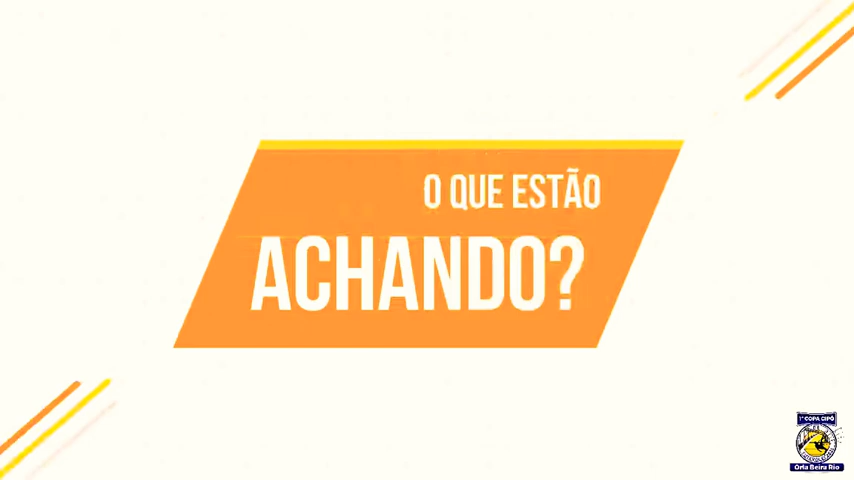 O QUE ESTÃO
ACHANDO?
1ª COPA CIPÓ
Orla Beira Rio